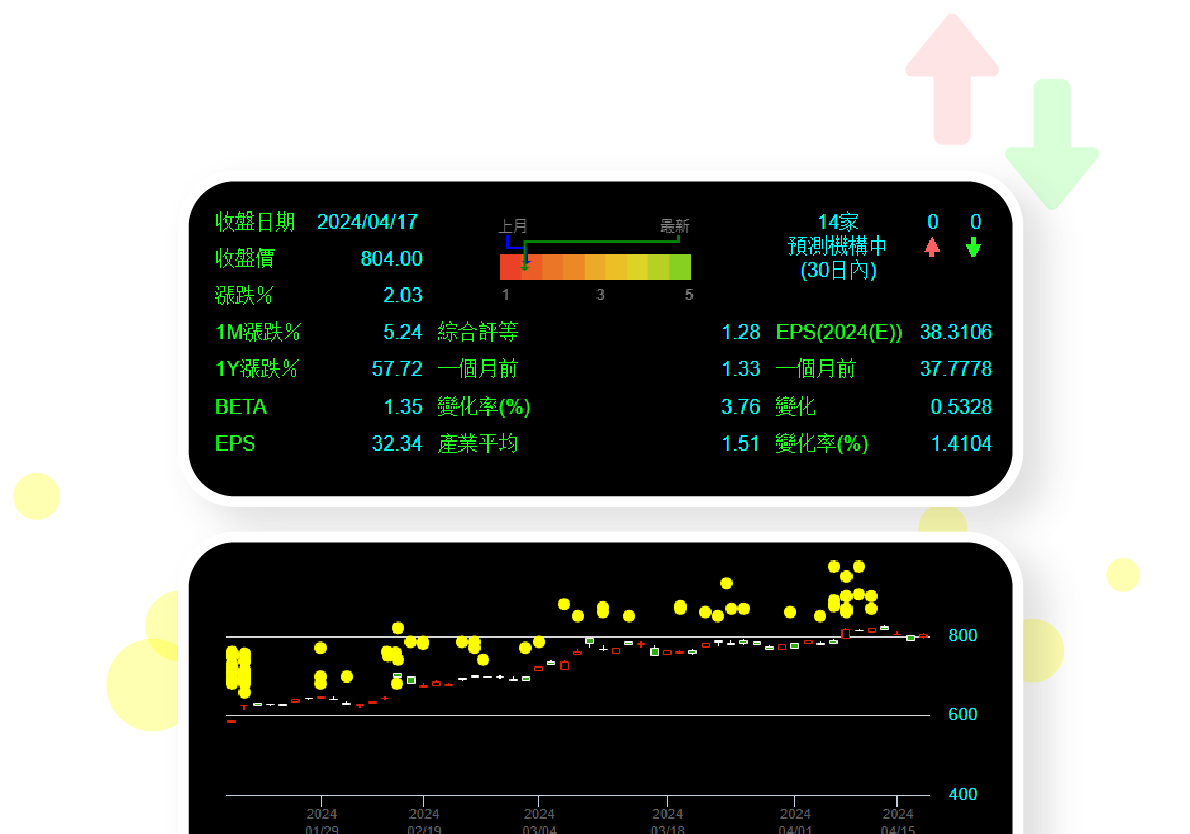 收盤日期 2024/04/17 上月 最新 14家 0 0
收盤價 804.00 預測機構中
(30日內)
漲跌% 2.03 1 3 5
1M漲跌% 5.24 綜合評等 1.28 EPS(2024(E)) 38.3106
1Y漲跌% 57.72 一個月前 1.33 一個月前 37.7778
BETA 1.35 變化率(%) 3.76 變化 0.5328
EPS 32.34 產業平均 1.51 變化率(%) 1.4104
800
600
400
2024 2024 2024 2024 2024 2024
01/29 02/19 03/04 03/18 04/01 04/15